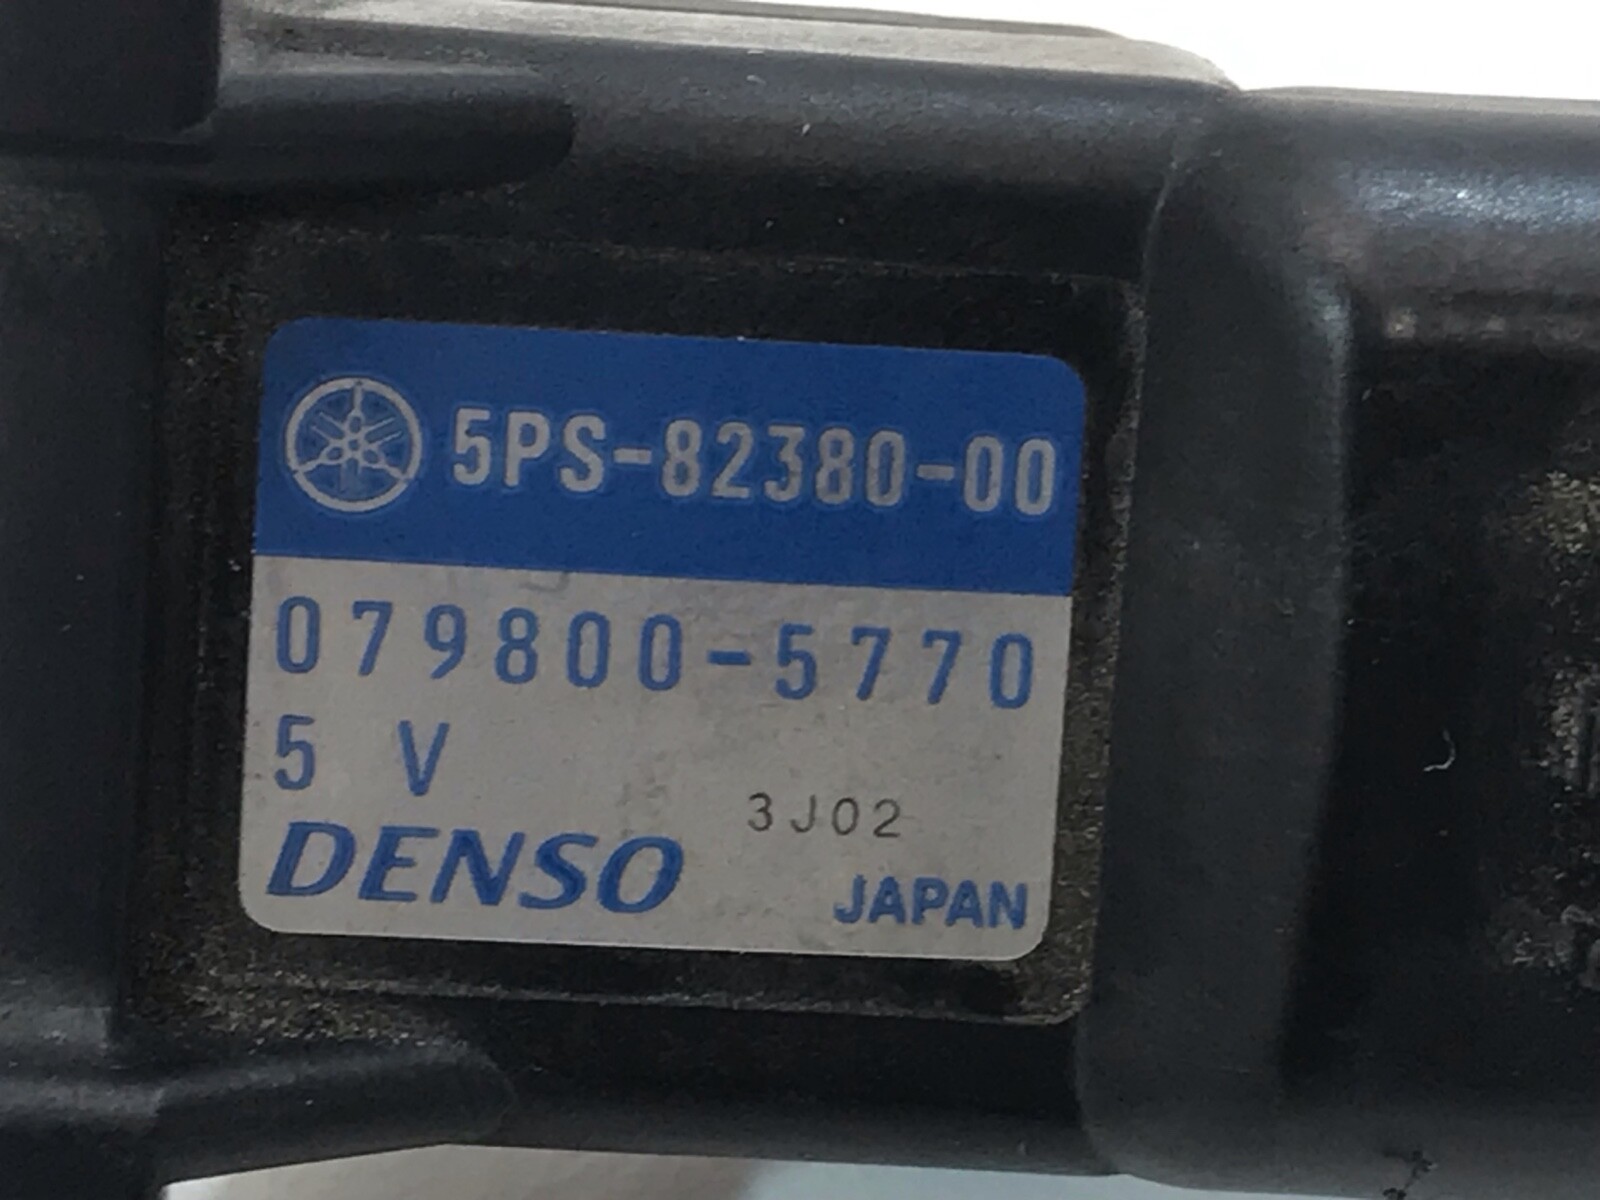 5PS-82380-00
079800-5770
5 V
3J02
DENSO
JAPAN